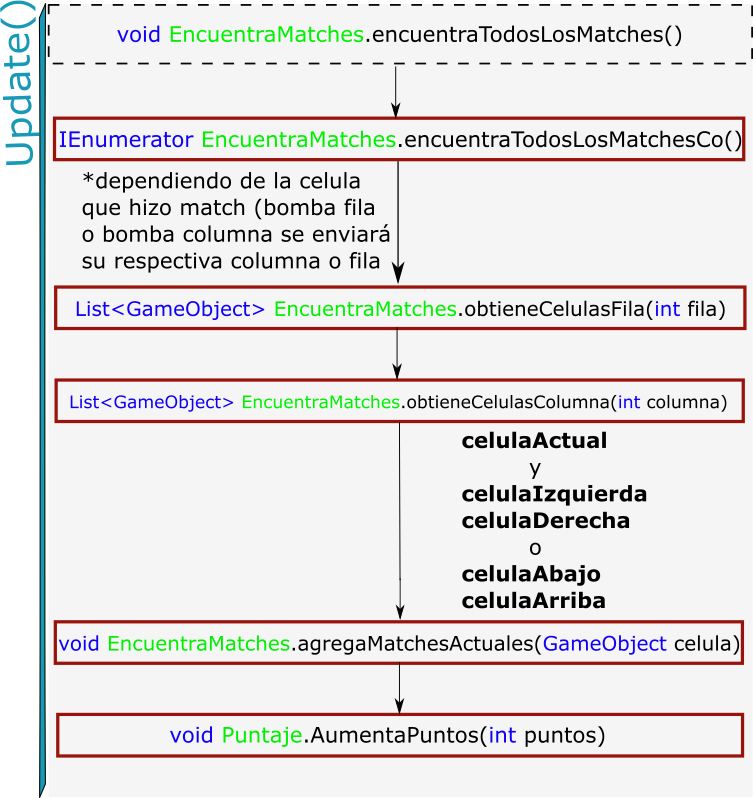 Update()
void EncuentraMatches.encuentraTodosLosMatches()
IEnumerator EncuentraMatches.encuentraTodosLosMatchesCo()
*dependiendo de la celula
que hizo match (bomba fila
o bomba columna se enviará
su respectiva columna o fila
List<GameObject> EncuentraMatches.obtieneCelulasFila(int fila)
List<GameObject> EncuentraMatches.obtieneCelulasColumna(int columna)
celulaActual
y
celulaIzquierda
celulaDerecha
o
celulaAbajo
celulaArriba
void EncuentraMatches.agregaMatchesActuales(GameObject celula)
void Puntaje.AumentaPuntos(int puntos)